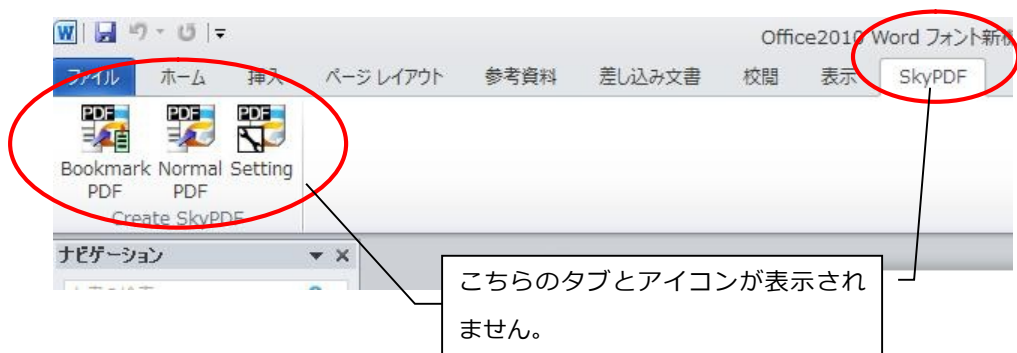 Office2010 Word フォント新
ファイル ホーム 挿入 ページ レイアウト 参考資料 差し込み文書 校閲 表示 SkyPDF
PDF PDF PDF
Bookmark Normal Setting
PDF PDF
Create SkyPDF
ナビゲーション
こちらのタブとアイコンが表示され
ません。